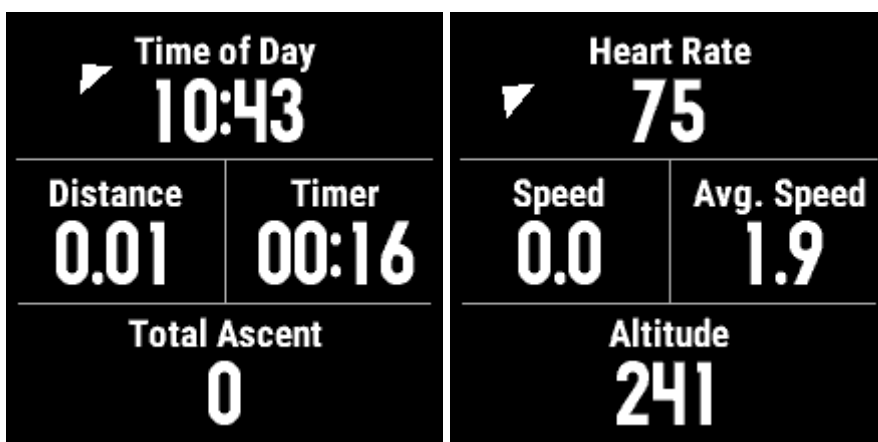 Time of Day
10:43
Distance
0.01
Timer
00:16
Total Ascent
0
Heart Rate
75
Speed
0.0
Avg. Speed
1.9
Altitude
241